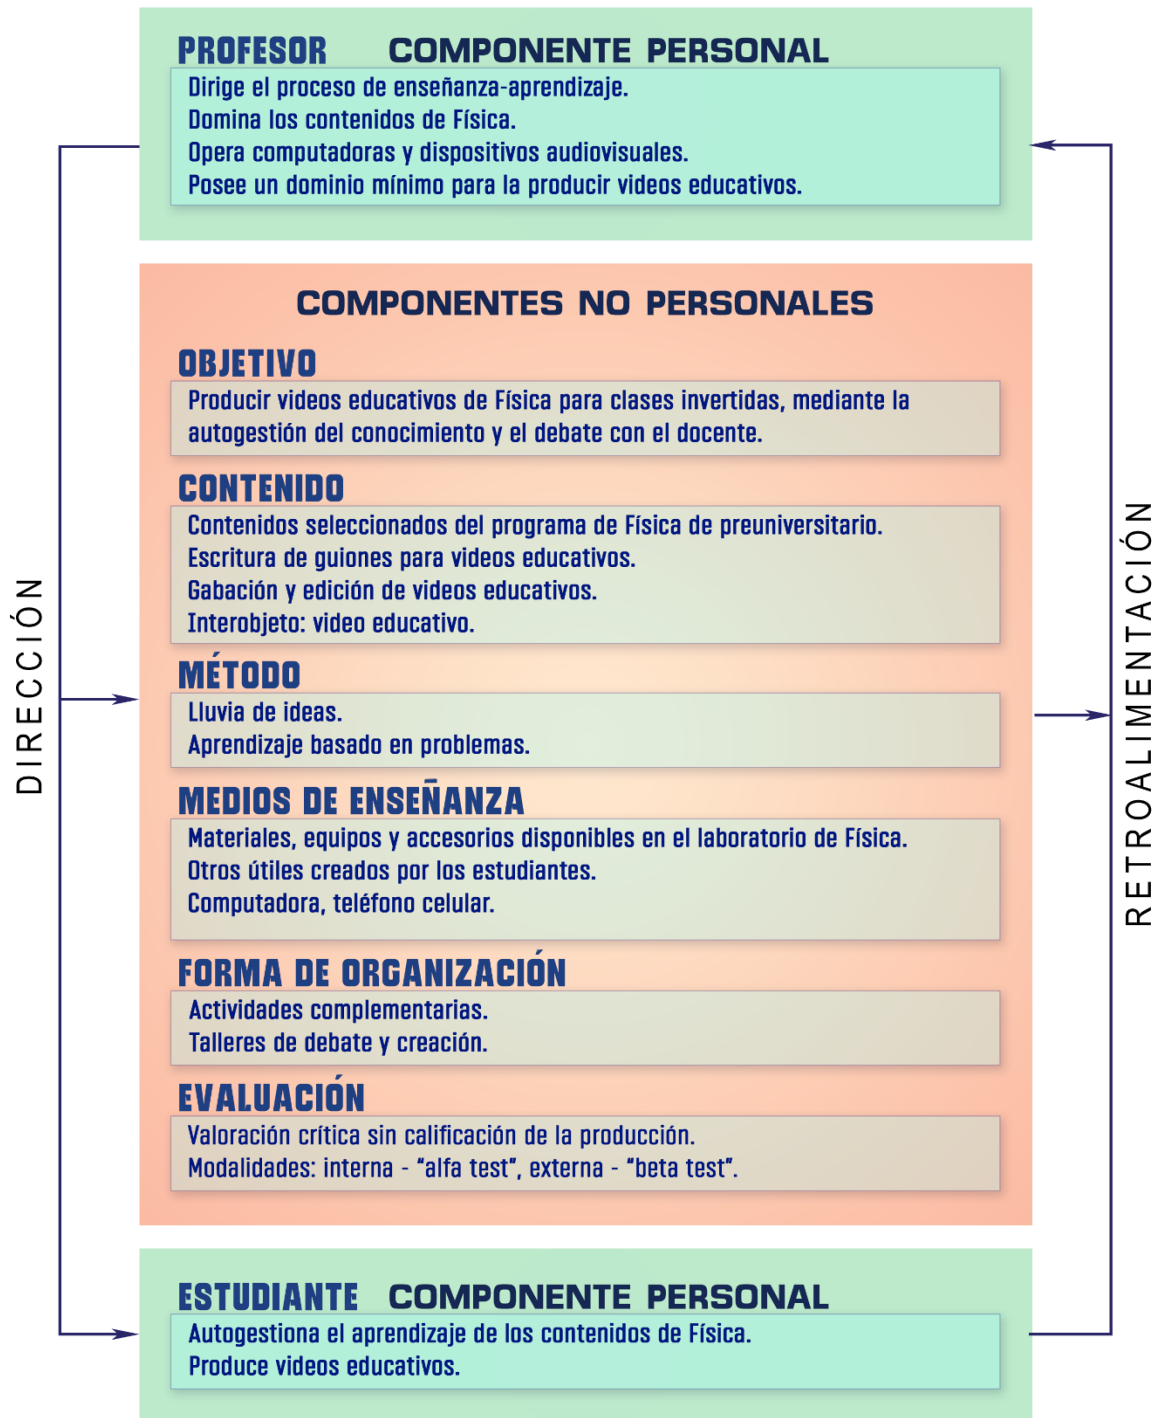 PROFESOR COMPONENTE PERSONAL
Dirige el proceso de enseñanza-aprendizaje.
Domina los contenidos de Física.
Opera computadoras y dispositivos audiovisuales.
Posee un dominio mínimo para la producir videos educativos.
COMPONENTES NO PERSONALES
OBJETIVO
Producir videos educativos de Física para clases invertidas, mediante la
autogestión del conocimiento y el debate con el docente.
CONTENIDO
Contenidos seleccionados del programa de Física de preuniversitario.
Escritura de guiones para videos educativos.
Gabación y edición de videos educativos.
Interobjeto: video educativo.
MÉTODO
Lluvia de ideas.
Aprendizaje basado en problemas.
MEDIOS DE ENSEÑANZA
Materiales, equipos y accesorios disponibles en el laboratorio de Física.
Otros útiles creados por los estudiantes.
Computadora, teléfono celular.
FORMA DE ORGANIZACIÓN
Actividades complementarias.
Talleres de debate y creación.
EVALUACIÓN
Valoración crítica sin calificación de la producción.
Modalidades: interna - “alfa test”, externa - “beta test”.
ESTUDIANTE COMPONENTE PERSONAL
Autogestiona el aprendizaje de los contenidos de Física.
Produce videos educativos.
DIRECCIÓN
RETROALIMENTACIÓN